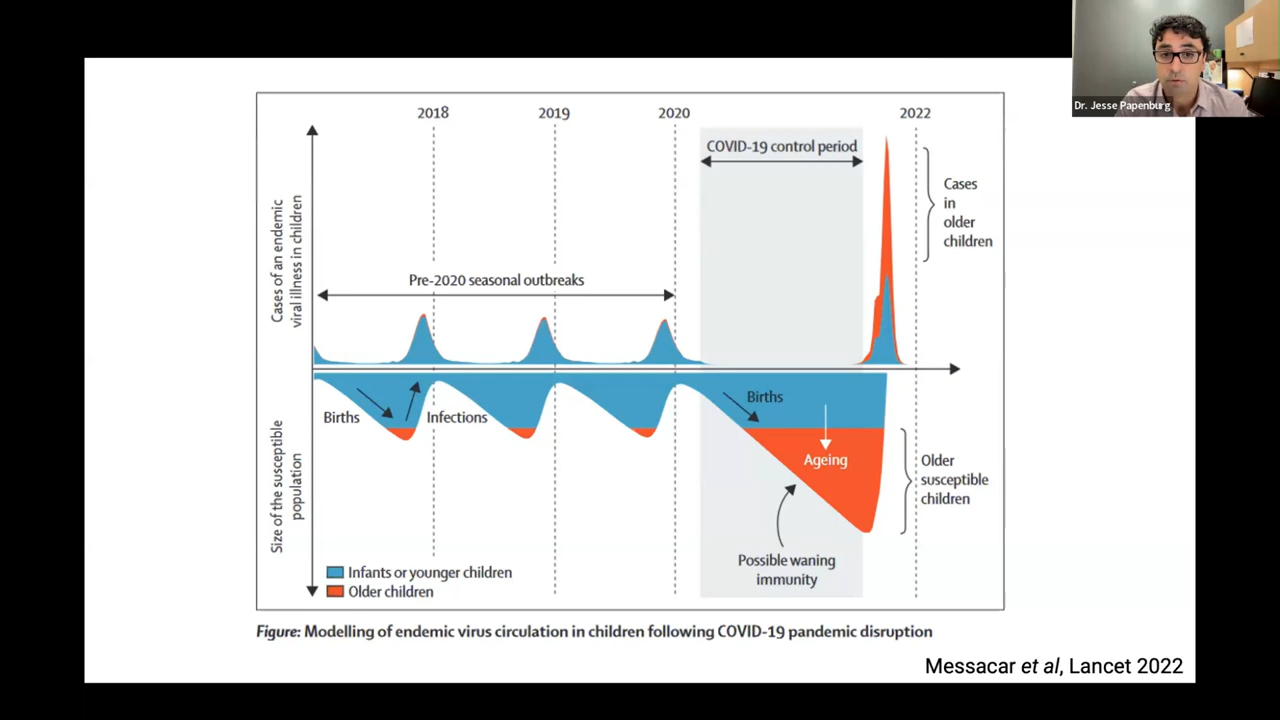 Dr. Jesse Papenburg
2018
2019
2020
2022
COVID-19 control period
Cases of an endemic
viral illness in children
Cases
in
older
children
Pre-2020 seasonal outbreaks
Births
Infections
Births
Ageing
Size of the susceptible
population
Older
susceptible
children
Possible waning
immunity
Infants or younger children
Older children
Figure: Modelling of endemic virus circulation in children following COVID-19 pandemic disruption
Messacar et al, Lancet 2022